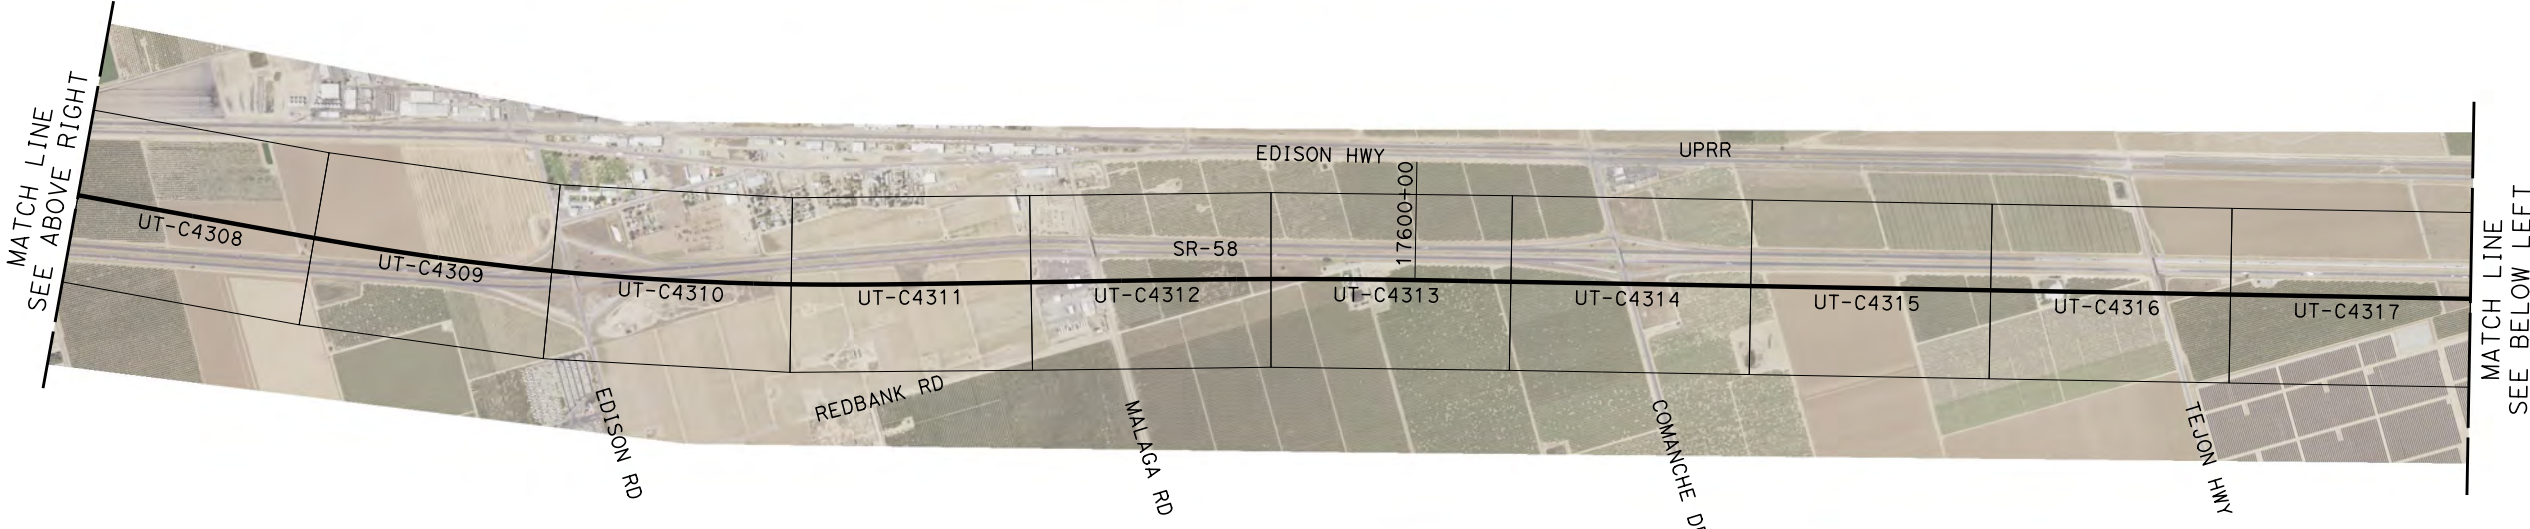 MATCH LINE
SEE ABOVE RIGHT
UT-C4308
UT-C4309
UT-C4310
UT-C4311
UT-C4312
UT-C4313
UT-C4314
UT-C4315
UT-C4316
UT-C4317
EDISON HWY
UPRR
17600+00
SR-58
EDISON RD
REDBANK RD
MALAGA RD
COMANCHE
TEJON HWY
MATCH LINE
SEE BELOW LEFT